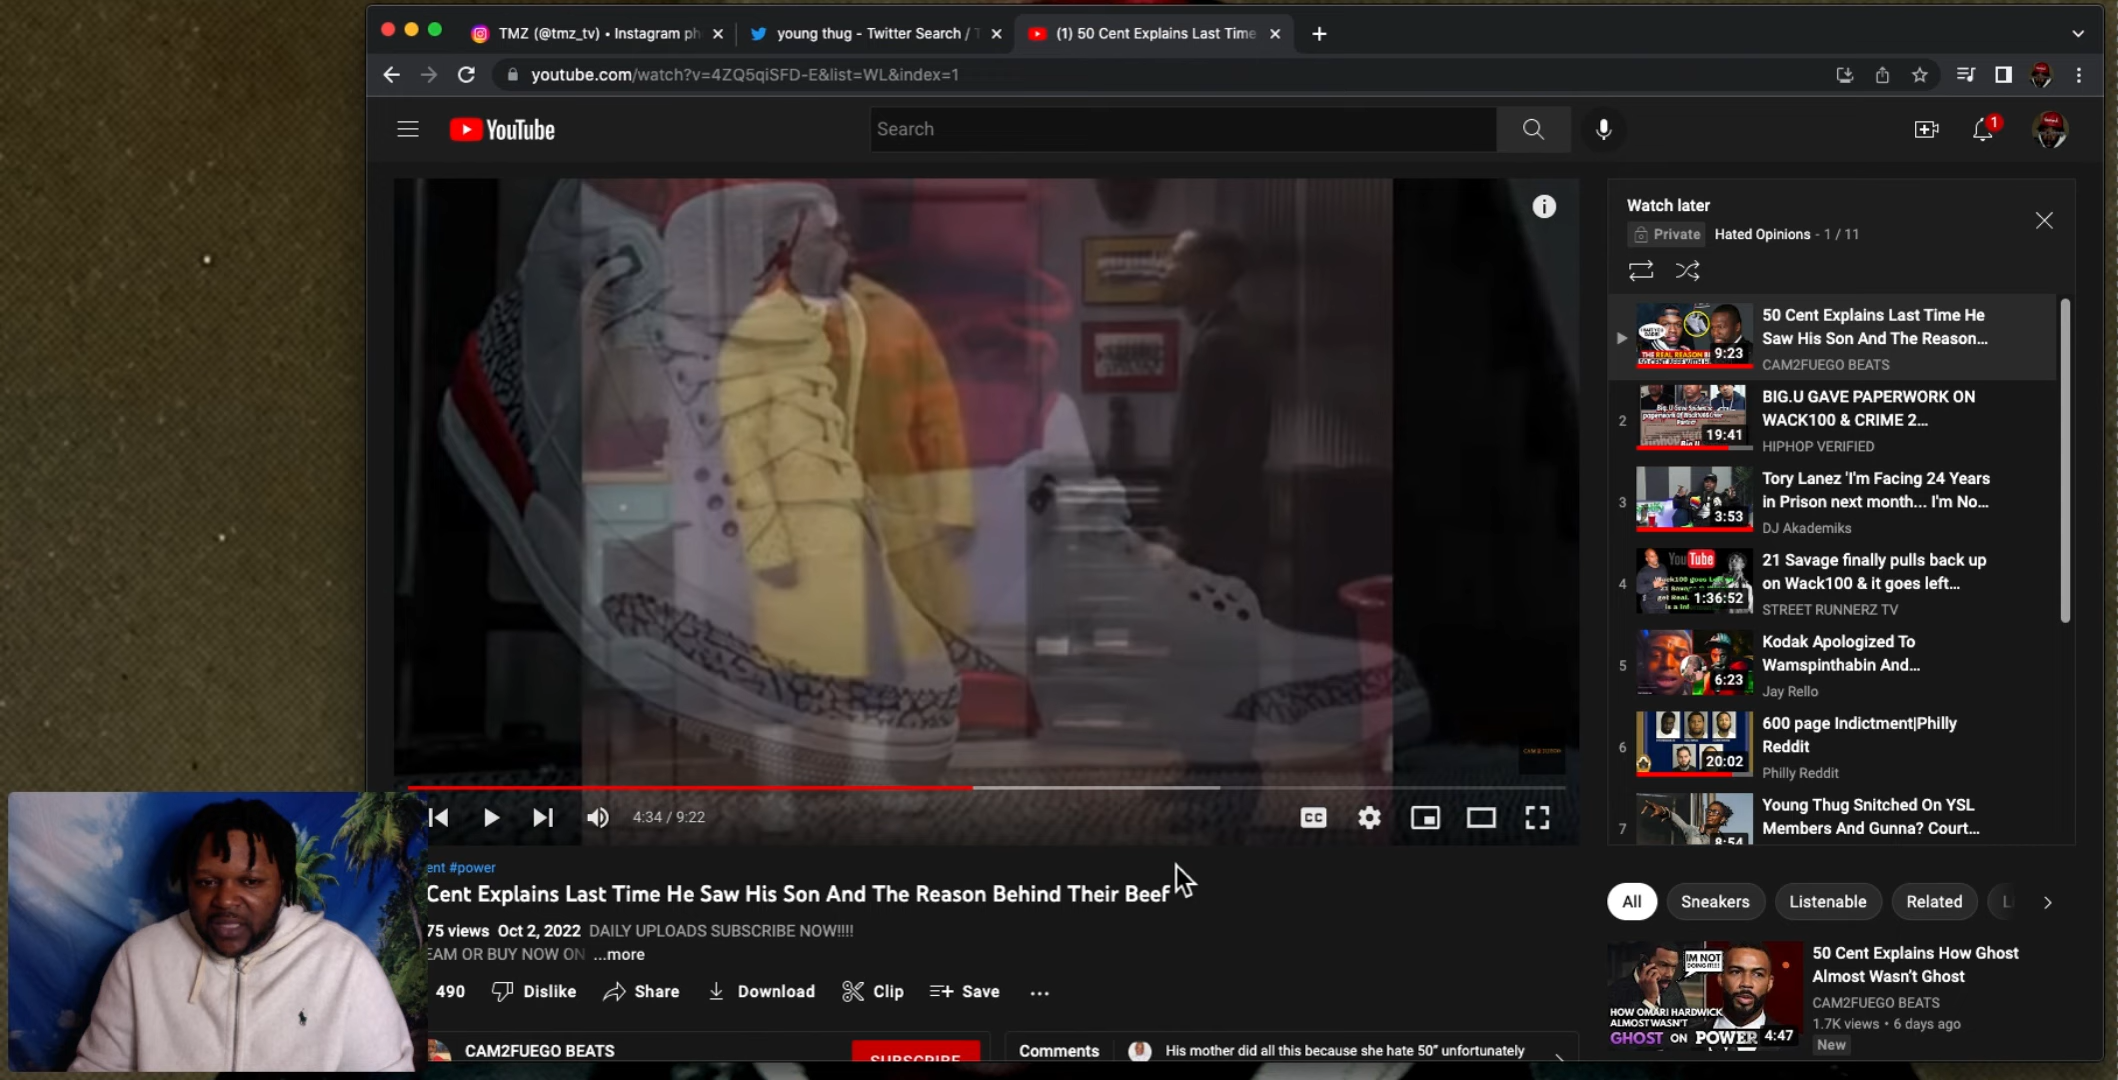 TMZ (@tmz_tv) • Instagram ph
young thug - Twitter Search / T
(1) 50 Cent Explains Last Time
youtube.com/watch?v=4ZQ5qiSFD-E&list=WL&index=1
YouTube
Search
1
Watch later
Private Hated Opinions - 1 / 11
50 Cent Explains Last Time He
Saw His Son And The Reason...
CAM2FUEGO BEATS
9:23
2
BIG.U GAVE PAPERWORK ON
WACK100 & CRIME 2...
HIPHOP VERIFIED
19:41
3
Tory Lanez 'I'm Facing 24 Years
in Prison next month... I'm No...
DJ Akademiks
3:53
4
21 Savage finally pulls back up
on Wack100 & it goes left...
STREET RUNNERZ TV
YouTube
1:36:52
5
Kodak Apologized To
Wamspinthabin And...
Jay Rello
6:23
6
600 page Indictment|Philly
Reddit
Philly Reddit
20:02
7
Young Thug Snitched On YSL
Members And Gunna? Court...
8:54
4:34 / 9:22
CC
ent #power
Cent Explains Last Time He Saw His Son And The Reason Behind Their Beef
75 views Oct 2, 2022 DAILY UPLOADS SUBSCRIBE NOW!!!!
EAM OR BUY NOW ON ...more
490 Dislike Share Download Clip Save ...
CAM2FUEGO BEATS
SUBSCRIBE
Comments His mother did all this because she hate 50" unfortunately
All Sneakers Listenable Related
50 Cent Explains How Ghost
Almost Wasn't Ghost
CAM2FUEGO BEATS
1.7K views • 6 days ago
New
IM NOT
DOING IT!!!
HOW OMARI HARDWICK
ALMOST WASN'T
GHOST ON POWER
4:47